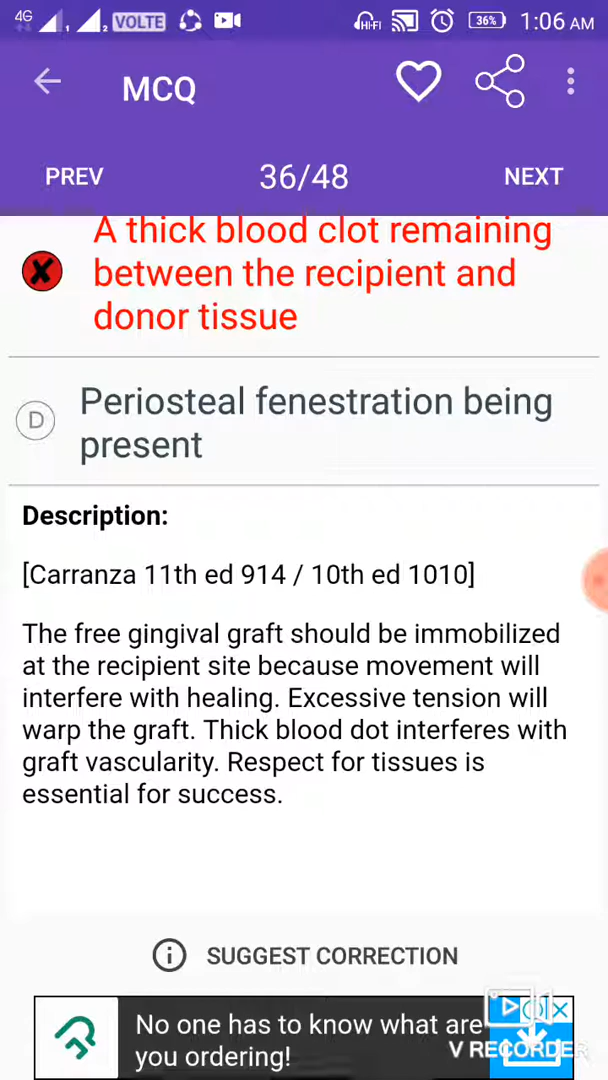 4G 1 2 VOLTE HI-FI 36% 1:06 AM
MCQ
PREV 36/48 NEXT
A thick blood clot remaining
between the recipient and
donor tissue
D Periosteal fenestration being
present
Description:
[Carranza 11th ed 914 / 10th ed 1010]
The free gingival graft should be immobilized
at the recipient site because movement will
interfere with healing. Excessive tension will
warp the graft. Thick blood dot interferes with
graft vascularity. Respect for tissues is
essential for success.
SUGGEST CORRECTION
No one has to know what are
you ordering!
V RECORDER